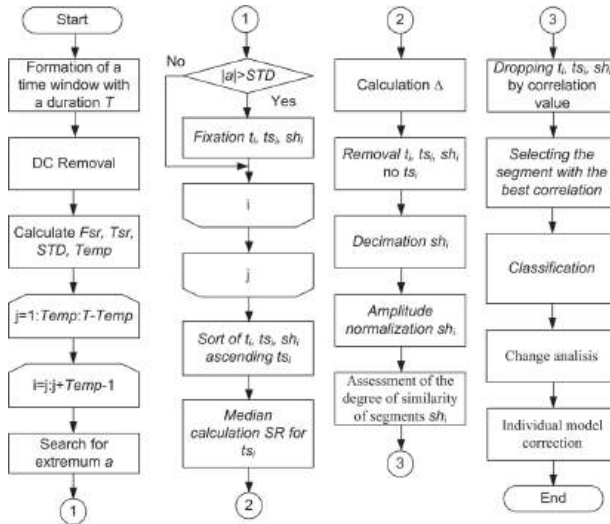 Start
Formation of a
time window with
a duration T
DC Removal
Calculate Fsr, Tsr,
STD, Temp
j=1:Temp:T-Temp
i=j:j+Temp-1
Search for
extremum a
1
1
No
|a|>STD
Yes
Fixation ti, tsi, shi
i
j
Sort of ti, tsi, shi
ascending tsi
Median
calculation SR for
tsi
2
2
Calculation Δ
Removal ti, tsi, shi
no tsi
Decimation shi
Amplitude
normalization shi
Assessment of the
degree of similarity
of segments shi
3
3
Dropping ti, tsi, shi
by correlation
value
Selecting the
segment with the
best correlation
Classification
Change analisis
Individual model
correction
End